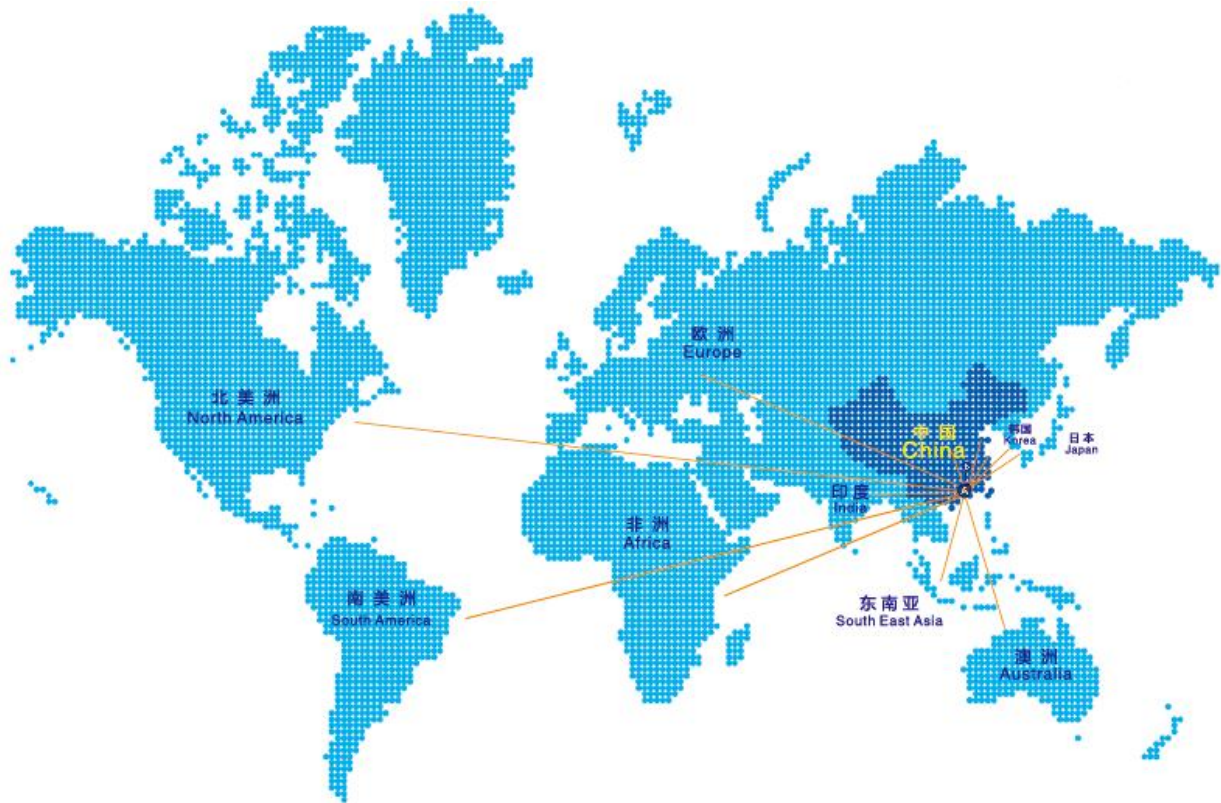 欧洲
Europe
北美洲
North America
中国
China
韩国
Korea
日本
Japan
印度
India
非洲
Africa
南美洲
South America
东南亚
South East Asia
澳洲
Australia